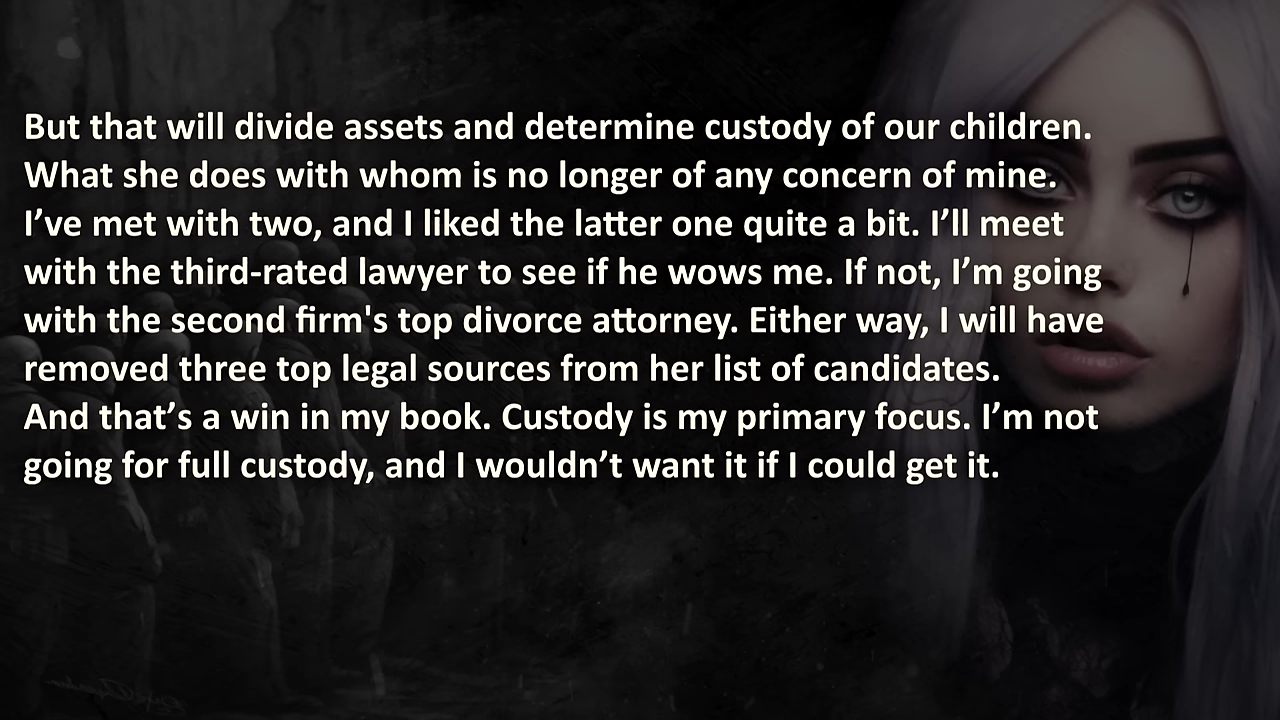 But that will divide assets and determine custody of our children.
What she does with whom is no longer of any concern of mine.
I’ve met with two, and I liked the latter one quite a bit. I’ll meet
with the third-rated lawyer to see if he wows me. If not, I’m going
with the second firm's top divorce attorney. Either way, I will have
removed three top legal sources from her list of candidates.
And that’s a win in my book. Custody is my primary focus. I’m not
going for full custody, and I wouldn’t want it if I could get it.